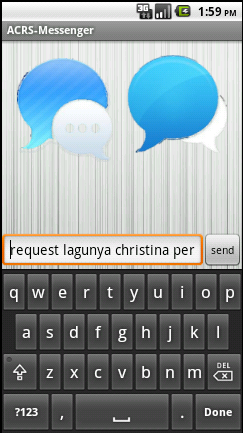 1:59 PM
ACRS-Messenger
request lagunya christina per
send
q w e r t y u i o p
a s d f g h j k l
z x c v b n m DEL
?123 , . Done